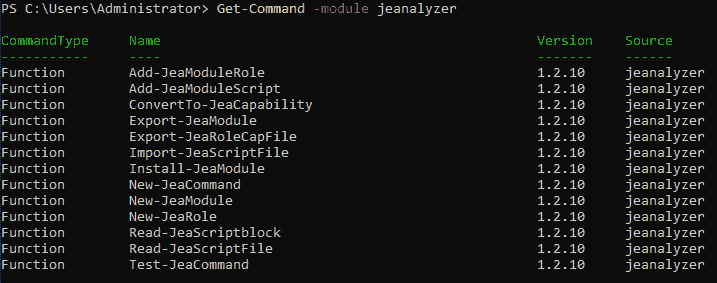 PS C:\Users\Administrator> Get-Command -module jeanalyzer
CommandType Name Version Source
----------- ---- ------- ------
Function Add-JeaModuleRole 1.2.10 jeanalyzer
Function Add-JeaModuleScript 1.2.10 jeanalyzer
Function ConvertTo-JeaCapability 1.2.10 jeanalyzer
Function Export-JeaModule 1.2.10 jeanalyzer
Function Export-JeaRoleCapFile 1.2.10 jeanalyzer
Function Import-JeaScriptFile 1.2.10 jeanalyzer
Function Install-JeaModule 1.2.10 jeanalyzer
Function New-JeaCommand 1.2.10 jeanalyzer
Function New-JeaModule 1.2.10 jeanalyzer
Function New-JeaRole 1.2.10 jeanalyzer
Function Read-JeaScriptblock 1.2.10 jeanalyzer
Function Read-JeaScriptFile 1.2.10 jeanalyzer
Function Test-JeaCommand 1.2.10 jeanalyzer